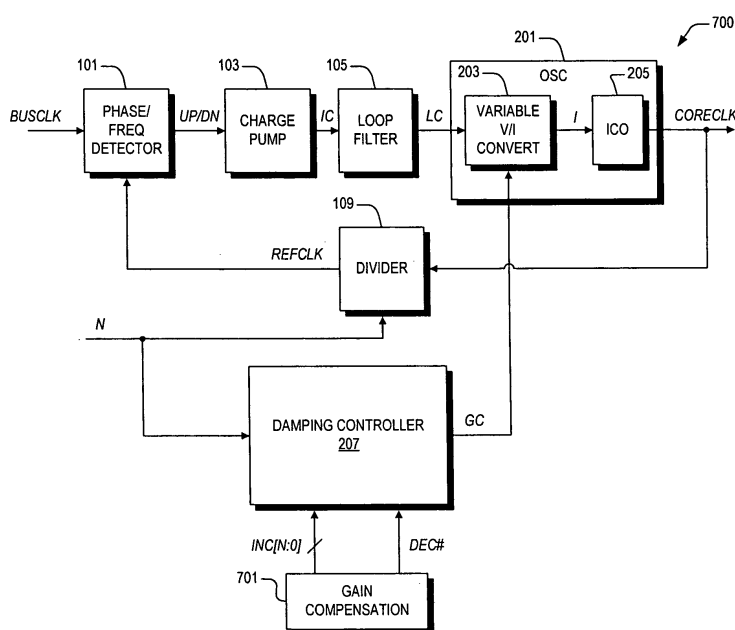 201
700
101
103
105
203
OSC
205
BUSCLK
PHASE/
FREQ
DETECTOR
UP/DN
CHARGE
PUMP
IC
LOOP
FILTER
LC
VARIABLE
V/I
CONVERT
I
ICO
CORECLK
109
REFCLK
DIVIDER
N
DAMPING CONTROLLER
207
GC
INC[N:0]
DEC#
701
GAIN
COMPENSATION